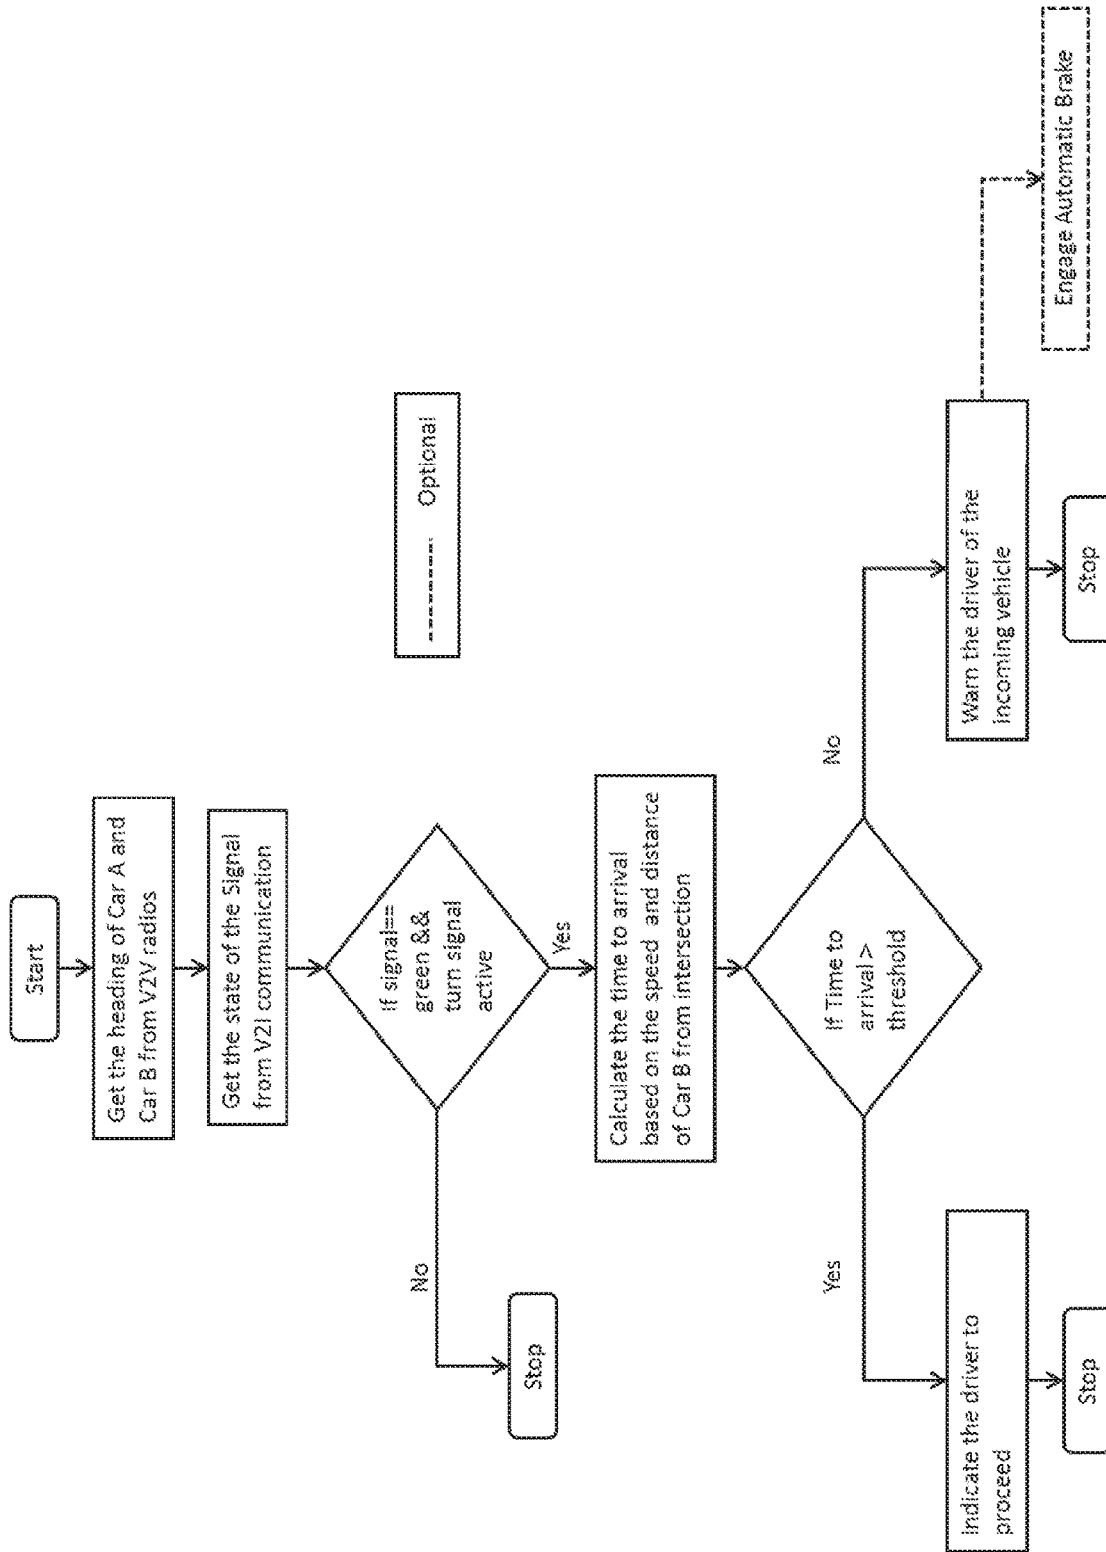 Start
Get the heading of Car A and
Car B from V2V radios
Get the state of the Signal
from V2I communication
If signal==
green &&
turn signal
active
No
Yes
Stop
Optional
Calculate the time to arrival
based on the speed and distance
of Car B from intersection
If Time to
arrival >
threshold
Yes
No
Indicate the driver to
proceed
Warn the driver of the
incoming vehicle
Engage Automatic Brake
Stop
Stop